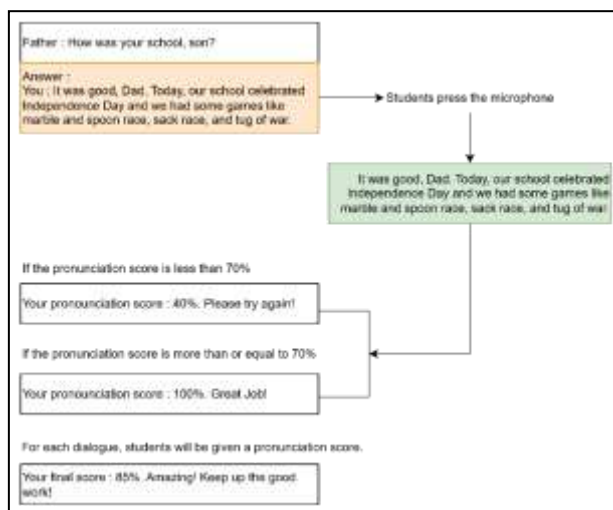 Father : How was your school, son?
Answer :
You : It was good, Dad. Today, our school celebrated
Independence Day and we had some games like
marble and spoon race, sack race, and tug of war.
Students press the microphone
It was good, Dad. Today, our school celebrated
Independence Day and we had some games like
marble and spoon race, sack race, and tug of war.
If the pronunciation score is less than 70%
Your pronounciation score : 40%. Please try again!
If the pronunciation score is more than or equal to 70%
Your pronounciation score : 100%. Great Job!
For each dialogue, students will be given a pronunciation score.
Your final score : 85%. Amazing! Keep up the good
work!